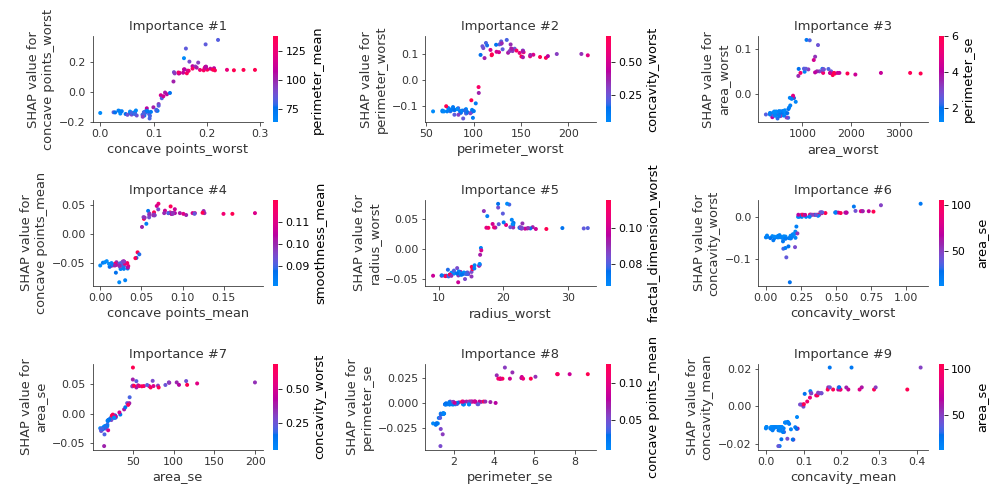 Importance #1
SHAP value for
concave points_worst
0.2
0.0
−0.2
0.0
0.1
0.2
0.3
concave points_worst
125
100
75
perimeter_mean
Importance #2
SHAP value for
perimeter_worst
0.1
0.0
−0.1
50
100
150
200
perimeter_worst
0.50
0.25
concavity_worst
Importance #3
SHAP value for
area_worst
0.1
0.0
1000
2000
3000
area_worst
6
4
2
perimeter_se
Importance #4
SHAP value for
concave points_mean
0.05
0.00
−0.05
0.00
0.05
0.10
0.15
concave points_mean
0.11
0.10
0.09
smoothness_mean
Importance #5
SHAP value for
radius_worst
0.05
0.00
−0.05
10
20
30
radius_worst
0.10
0.08
fractal_dimension_worst
Importance #6
SHAP value for
concavity_worst
0.0
−0.1
0.00
0.25
0.50
0.75
1.00
concavity_worst
100
50
area_se
Importance #7
SHAP value for
area_se
0.05
0.00
−0.05
50
100
150
200
area_se
0.50
0.25
concavity_worst
Importance #8
SHAP value for
perimeter_se
0.025
0.000
−0.025
2
4
6
8
perimeter_se
0.10
0.05
concave points_mean
Importance #9
SHAP value for
concavity_mean
0.02
0.00
−0.02
0.0
0.1
0.2
0.3
0.4
concavity_mean
100
50
area_se